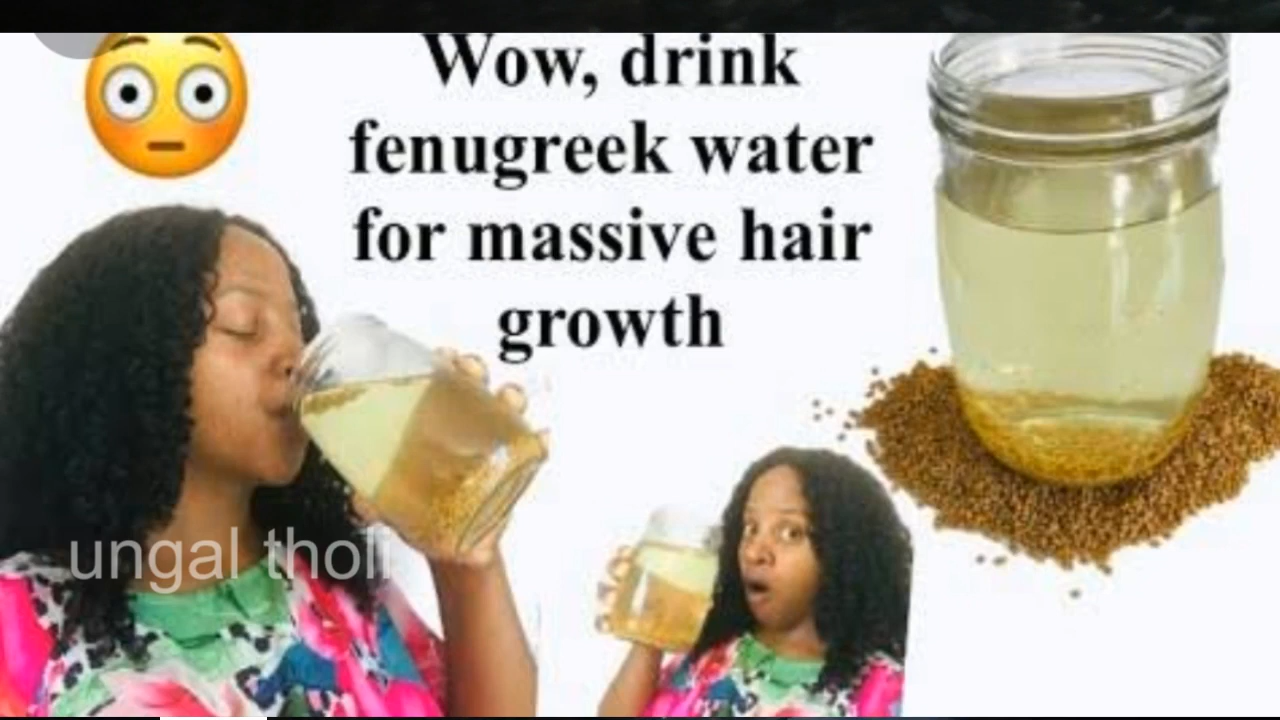 Wow, drink
fenugreek water
for massive hair
growth
ungal tholi